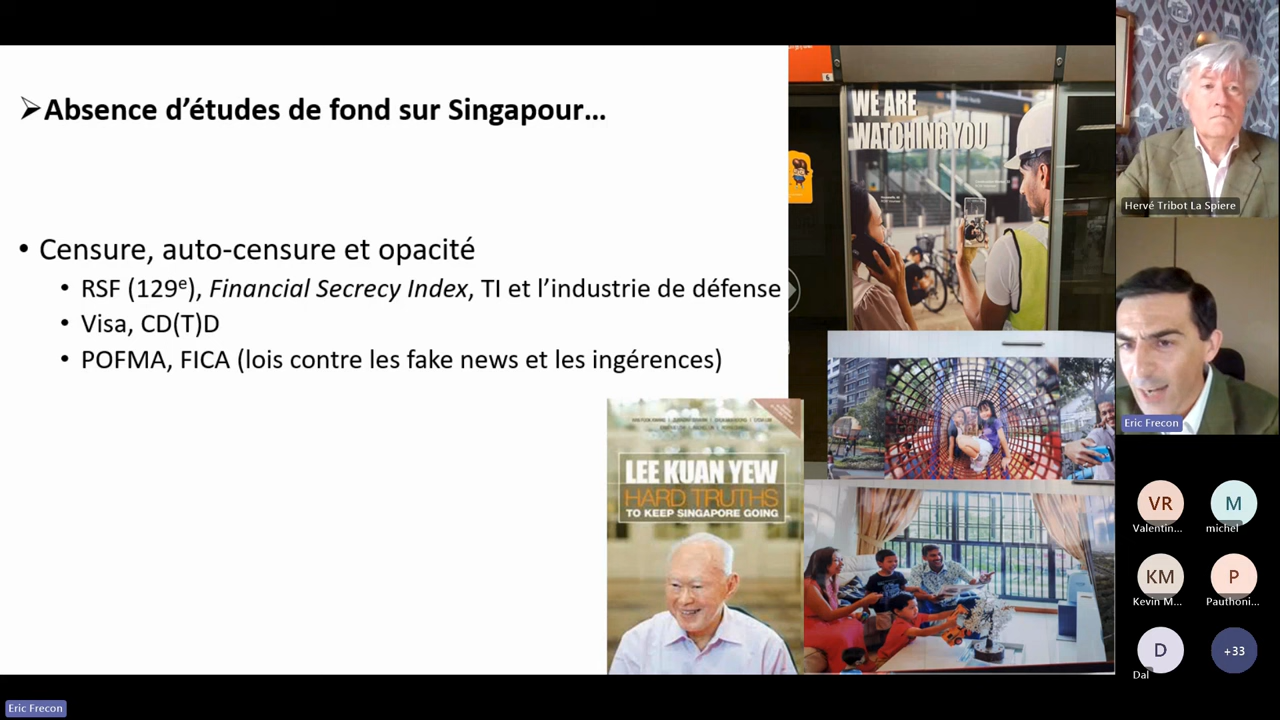 ➢Absence d’études de fond sur Singapour…
• Censure, auto-censure et opacité
• RSF (129e), Financial Secrecy Index, TI et l’industrie de défense
• Visa, CD(T)D
• POFMA, FICA (lois contre les fake news et les ingérences)
LEE KUAN YEW
HARD TRUTHS
TO KEEP SINGAPORE GOING
6
WE ARE
WATCHING YOU
Hervé Tribot La Spiere
Eric Frecon
VR
Valentin...
M
michel
KM
Kevin M...
P
Pauthoni...
D
Dal
+33
Eric Frecon